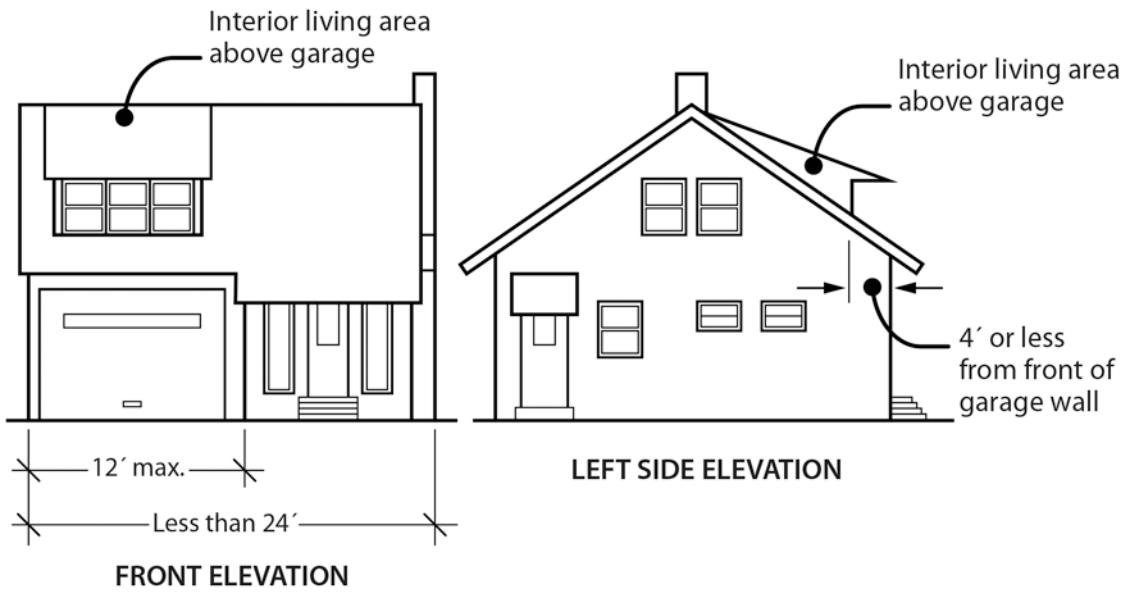 Interior living area
above garage
Interior living area
above garage
4´ or less
from front of
garage wall
12´ max.
Less than 24´
LEFT SIDE ELEVATION
FRONT ELEVATION